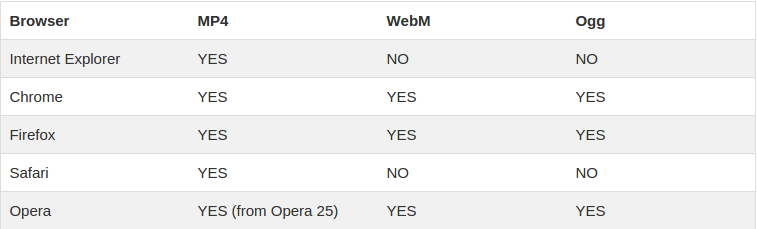 Browser MP4 WebM Ogg
Internet Explorer YES NO NO
Chrome YES YES YES
Firefox YES YES YES
Safari YES NO NO
Opera YES (from Opera 25) YES YES